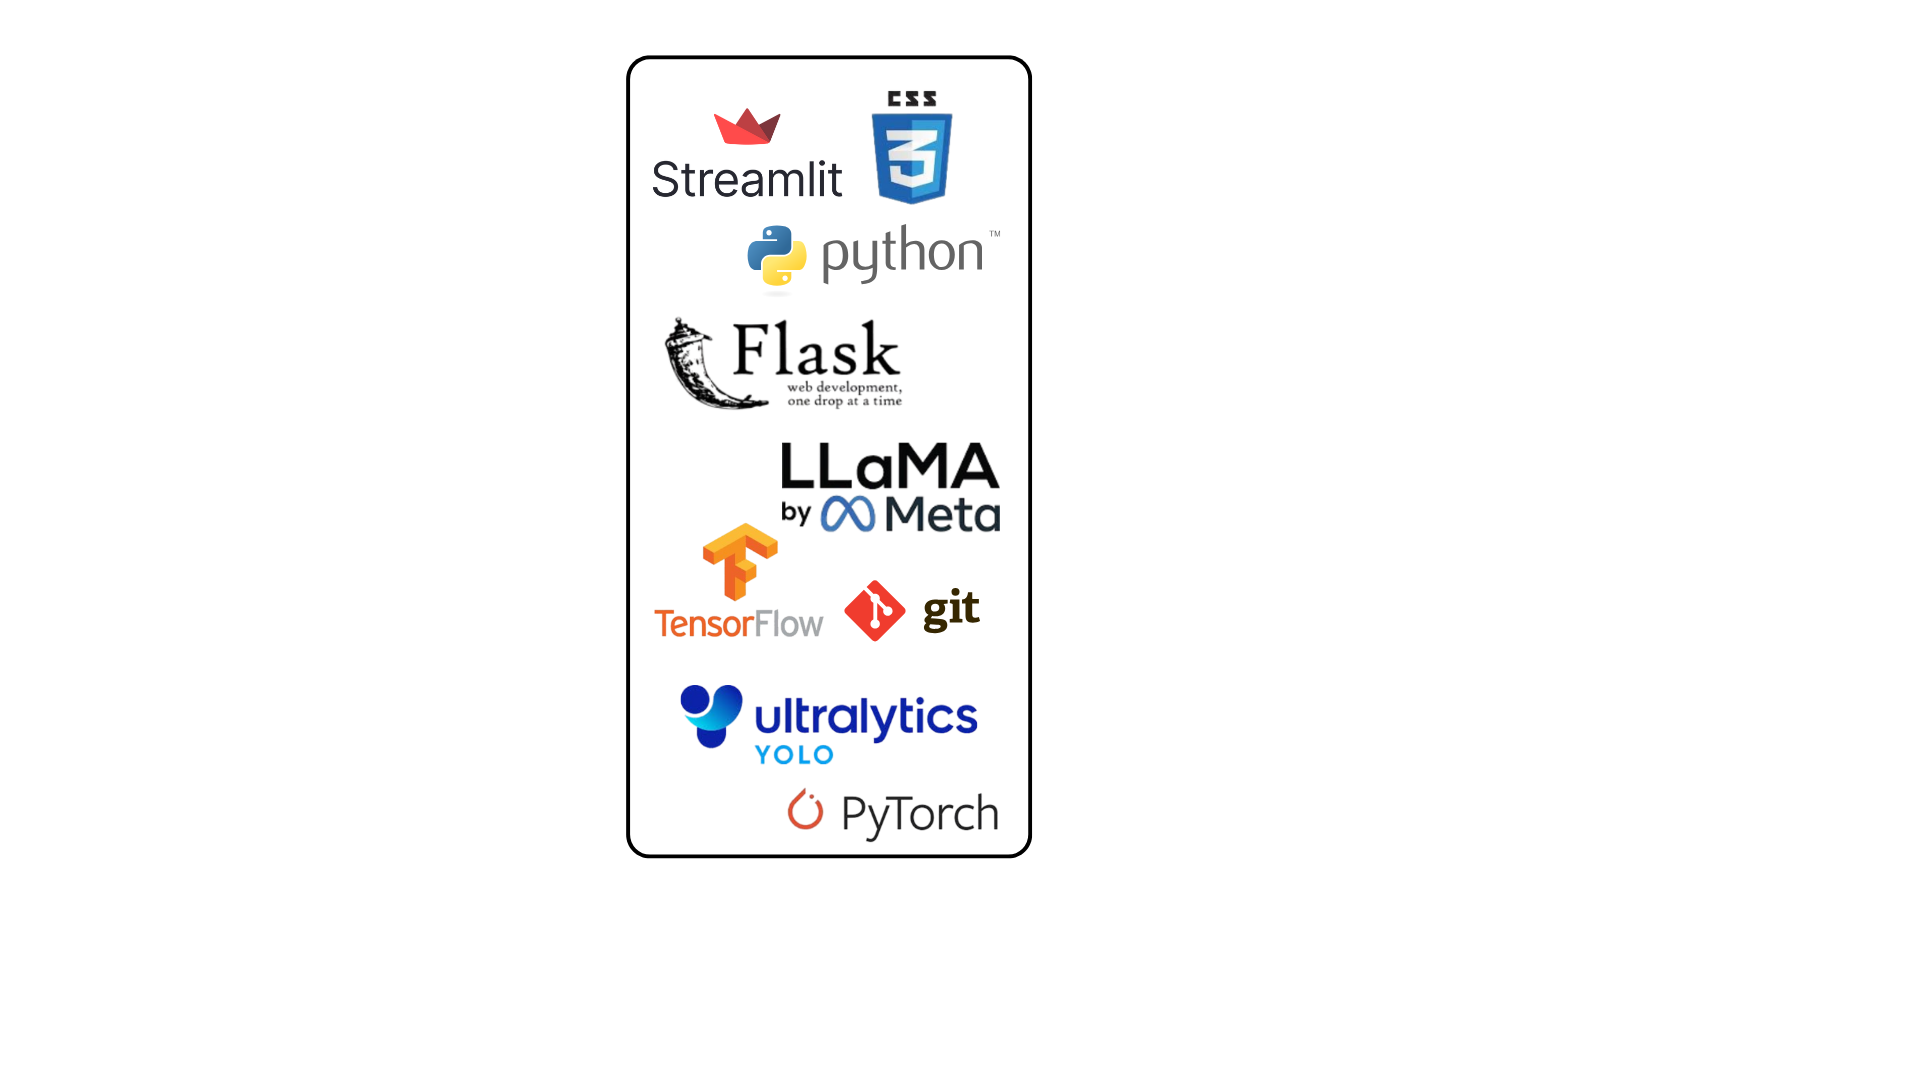 CSS
3
Streamlit
python™
Flask
web development,
one drop at a time
LLaMA
by Meta
TensorFlow
git
ultralytics
YOLO
PyTorch